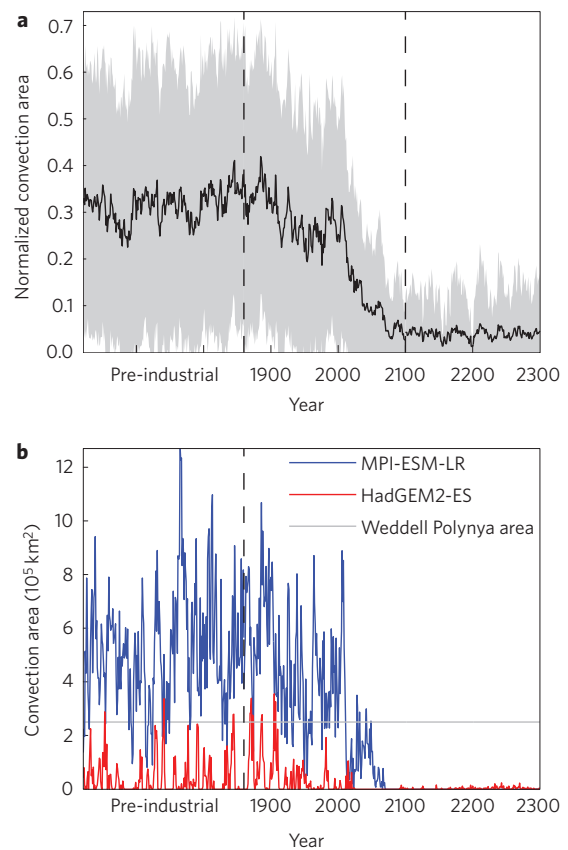 a
0.7
0.6
0.5
0.4
0.3
0.2
0.1
0.0
Normalized convection area
Pre-industrial 1900 2000 2100 2200 2300
Year
b
12
10
8
6
4
2
0
Convection area (10⁵ km²)
MPI-ESM-LR
HadGEM2-ES
Weddell Polynya area
Pre-industrial 1900 2000 2100 2200 2300
Year